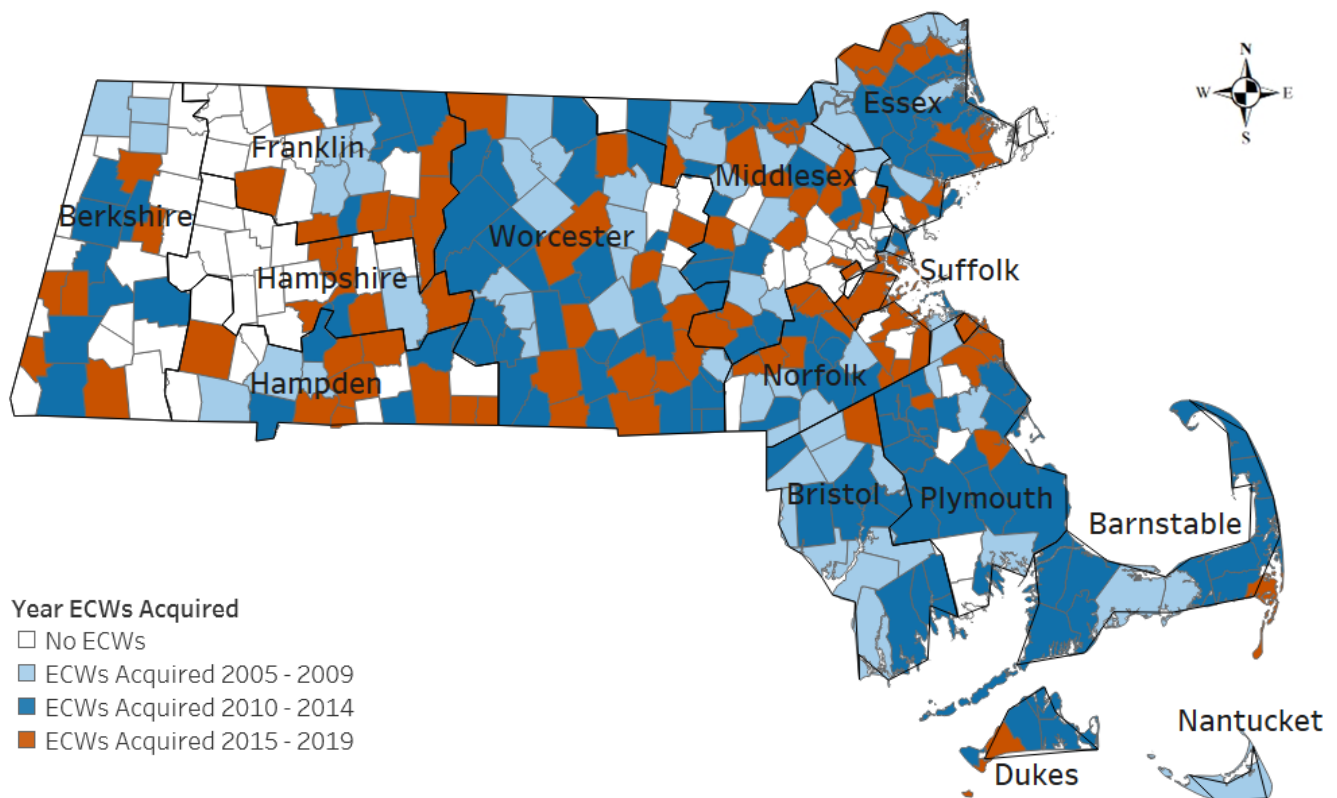 N
W E
S
Essex
Franklin
Middlesex
Berkshire
Worcester
Hampshire
Suffolk
Hampden
Norfolk
Bristol
Plymouth
Barnstable
Year ECWs Acquired
No ECWs
ECWs Acquired 2005 - 2009
ECWs Acquired 2010 - 2014
ECWs Acquired 2015 - 2019
Nantucket
Dukes